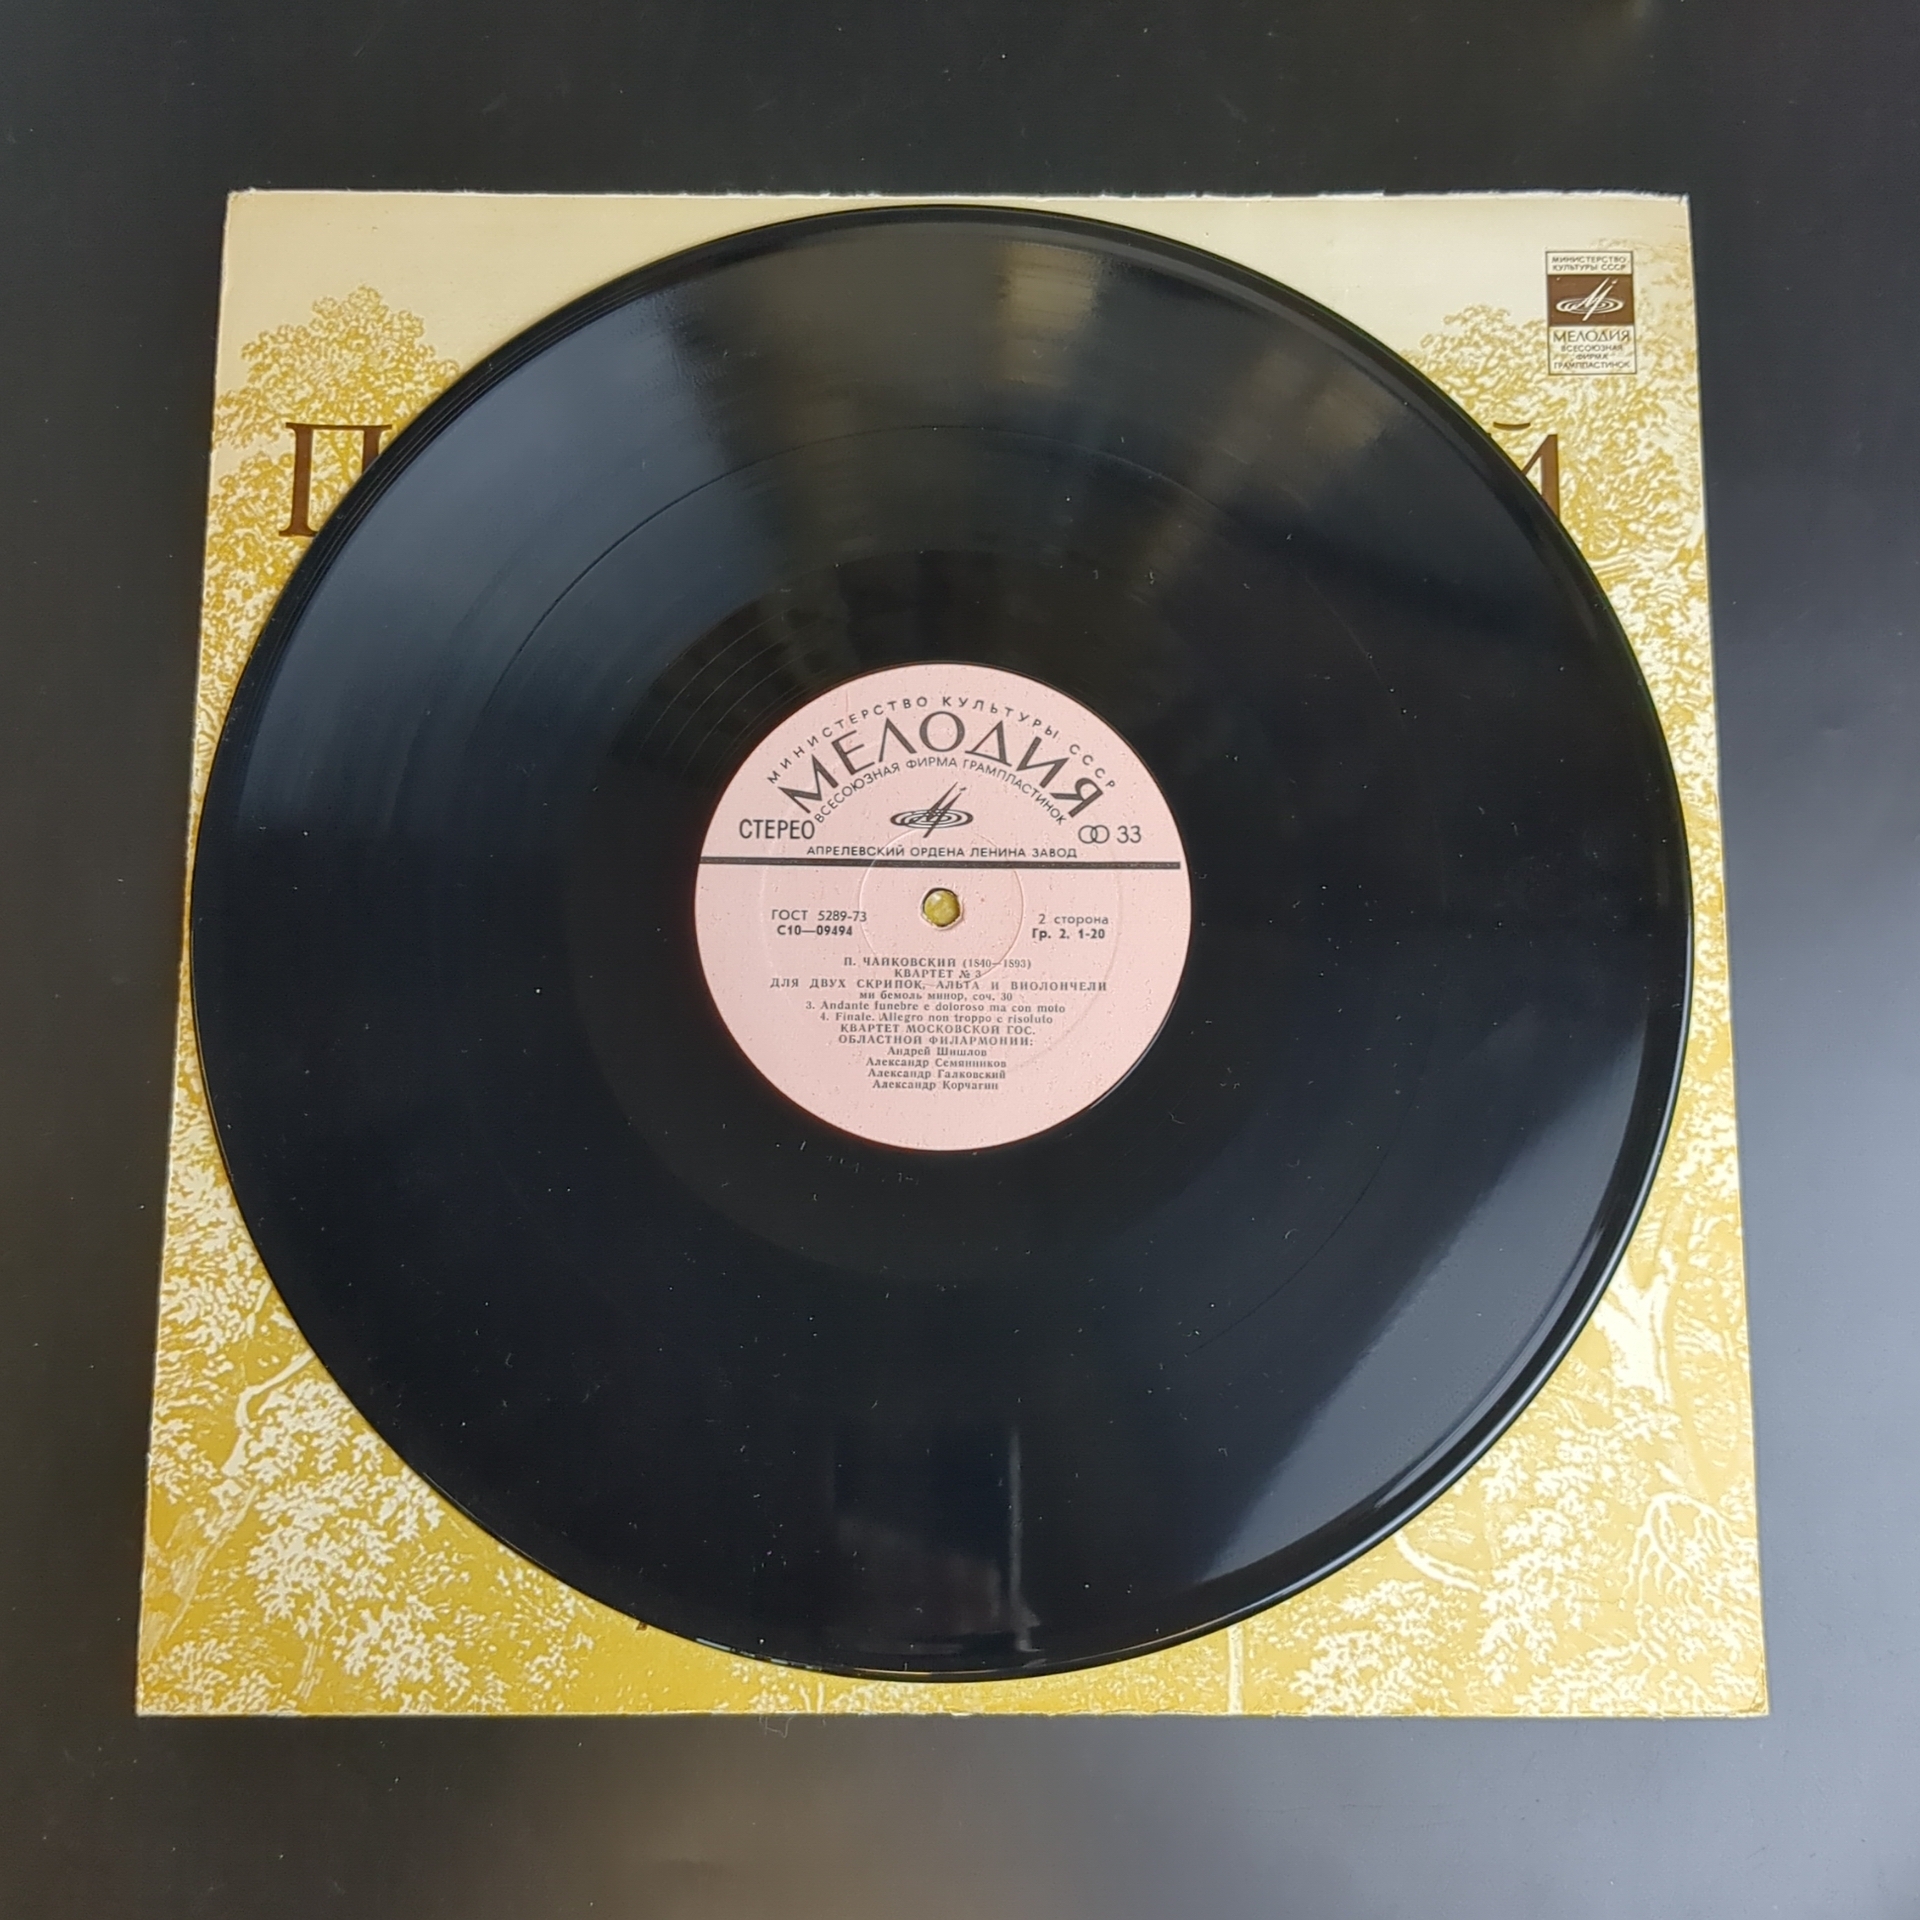 МИНИСТЕРСТВО
КУЛЬТУРЫ СССР
МЕЛОДИЯ
ВСЕСОЮЗНАЯ
ФИРМА
ГРАМПЛАСТИНОК
МИНИСТЕРСТВО КУЛЬТУРЫ СССР
МЕЛОДИЯ
ВСЕСОЮЗНАЯ ФИРМА ГРАМПЛАСТИНОК
СТЕРЕО 33
АПРЕЛЕВСКИЙ ОРДЕНА ЛЕНИНА ЗАВОД
ГОСТ 5289-73 2 сторона
С10—09494 Гр. 2. 1-20
П. ЧАЙКОВСКИЙ (1840—1893)
КВАРТЕТ № 3
ДЛЯ ДВУХ СКРИПОК, АЛЬТА И ВИОЛОНЧЕЛИ
ми бемоль минор, соч. 30
3. Andante funebre e doloroso ma con moto
4. Finale. Allegro non troppo e risoluto
КВАРТЕТ МОСКОВСКОЙ ГОС.
ОБЛАСТНОЙ ФИЛАРМОНИИ:
Андрей Шишлов
Александр Семянников
Александр Галковский
Александр Корчагин